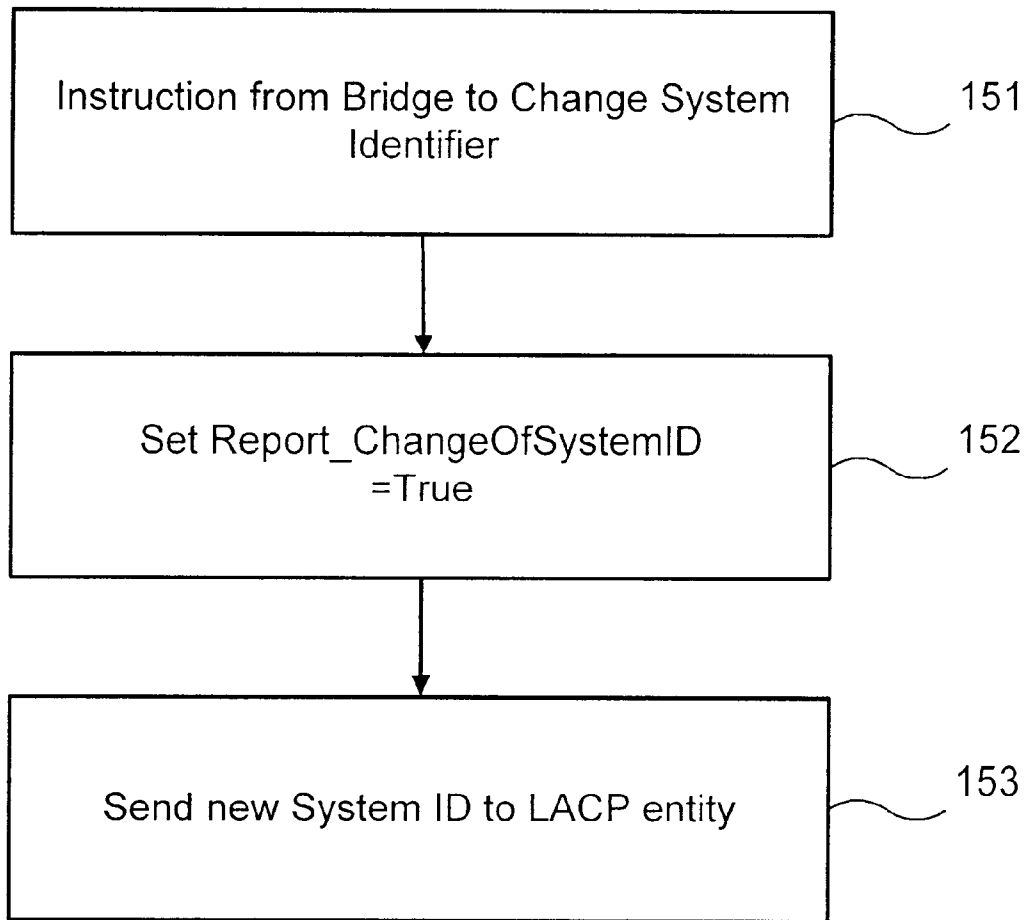 Instruction from Bridge to Change System
Identifier
151
Set Report_ChangeOfSystemID
=True
152
Send new System ID to LACP entity
153